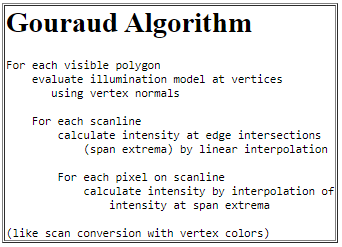 Gouraud Algorithm
For each visible polygon
evaluate illumination model at vertices
using vertex normals
For each scanline
calculate intensity at edge intersections
(span extrema) by linear interpolation
For each pixel on scanline
calculate intensity by interpolation of
intensity at span extrema
(like scan conversion with vertex colors)